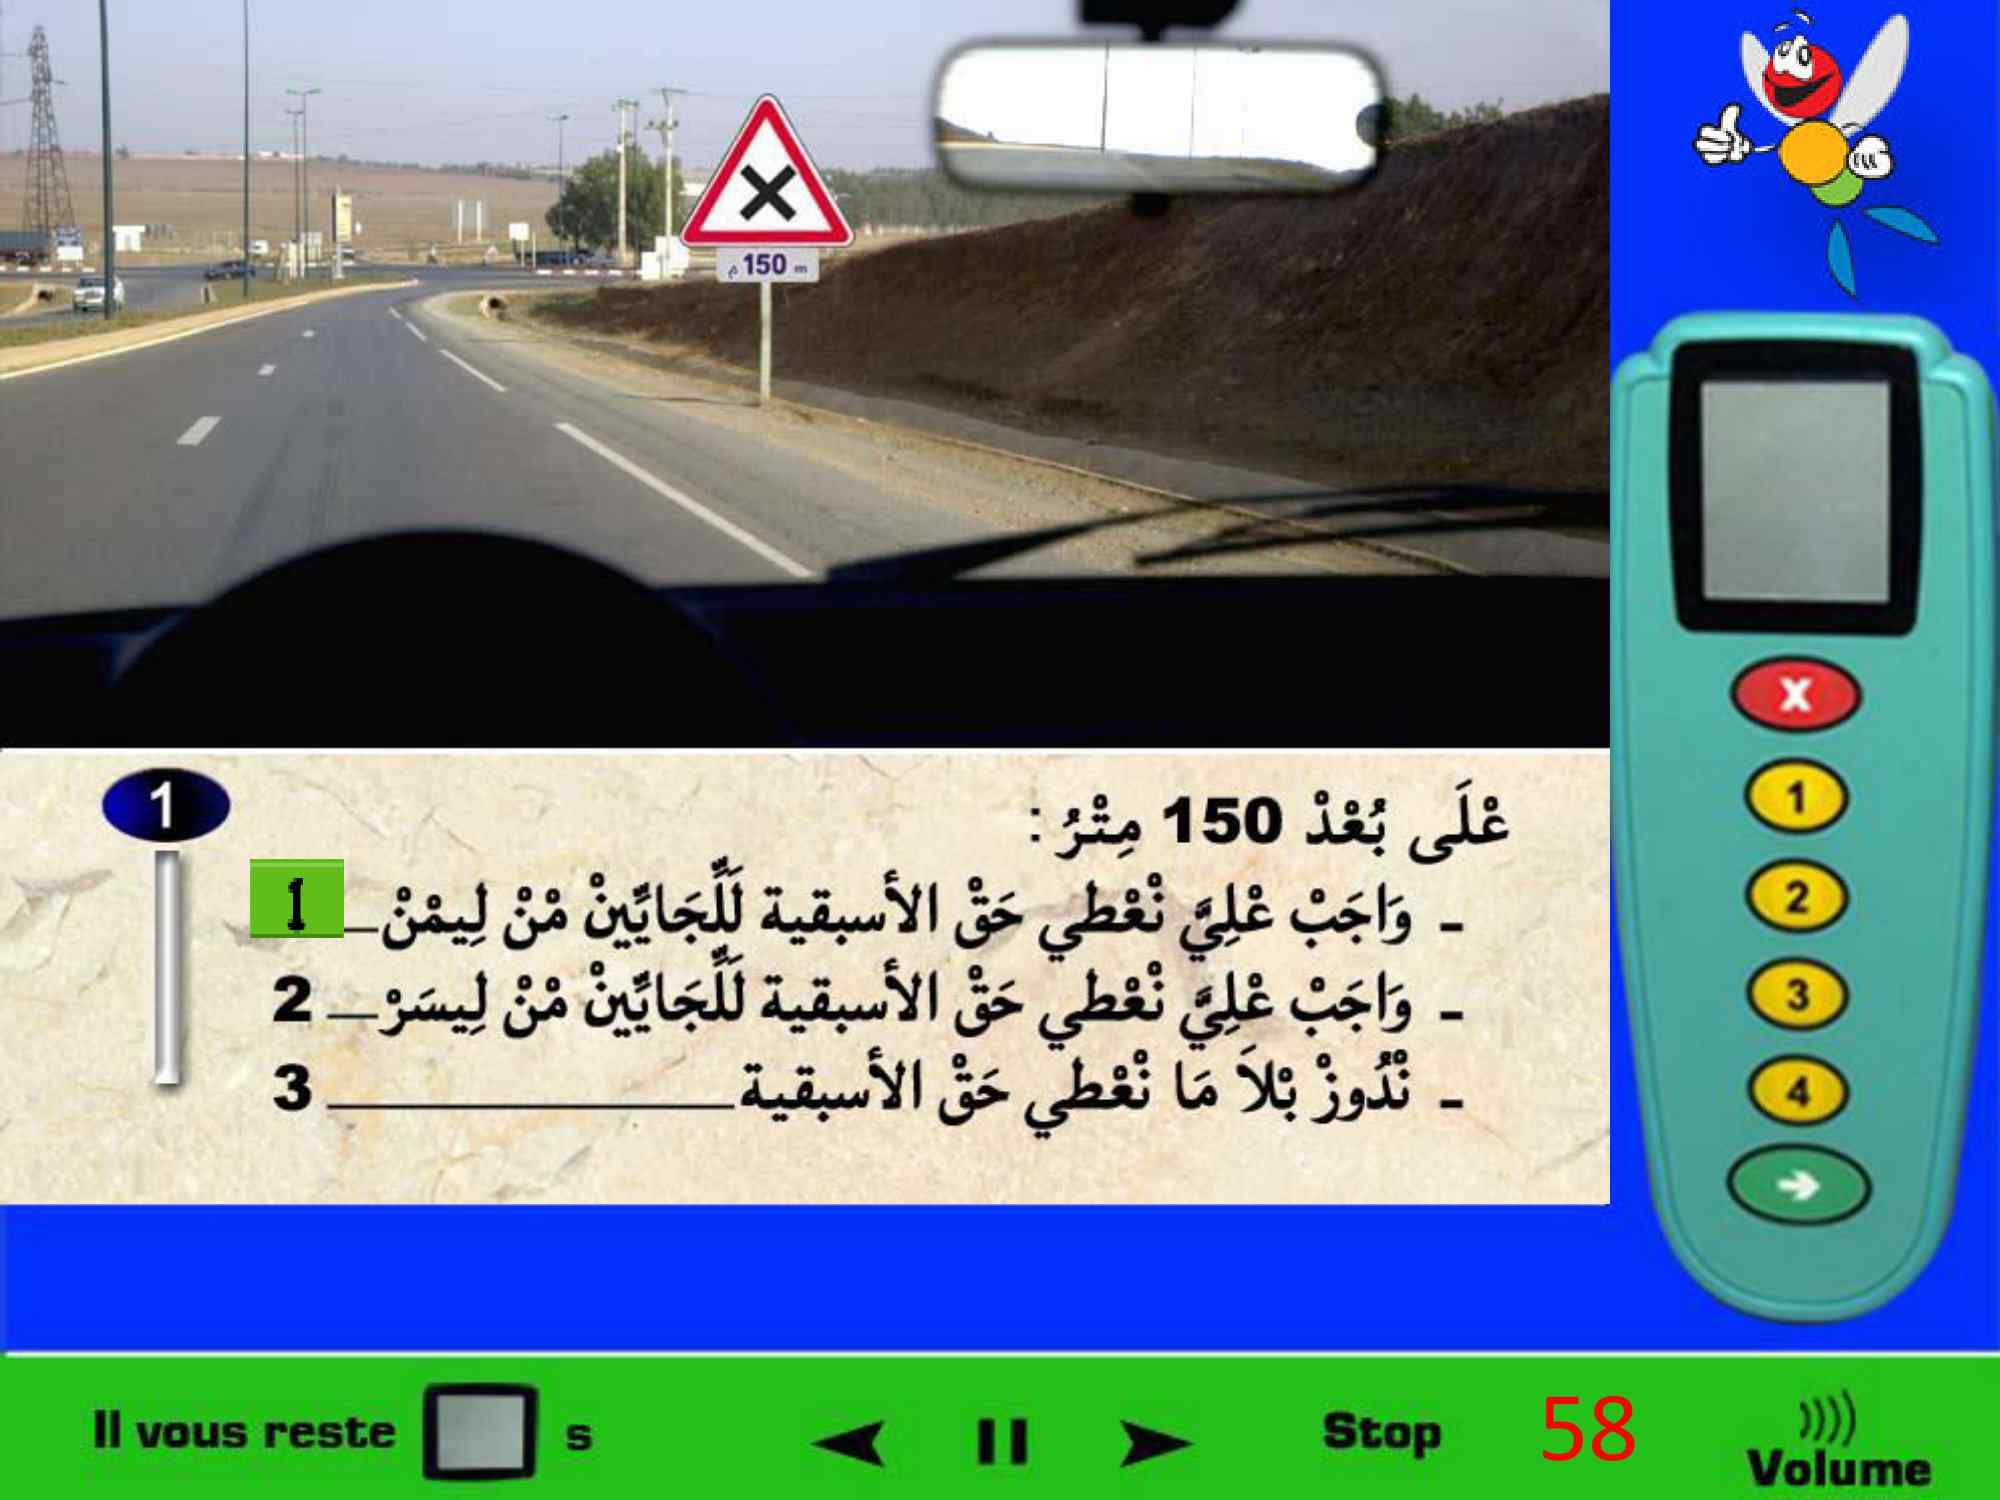 م 150 m
1
عْلَى بُعْدْ 150 مِتْرُ :
ـ وَاجَبْ عْلِيَّ نْعْطي حَقْ الأسبقية لَلِّجَايِّينْ مْنْ لِيمْنْ 1
ـ وَاجَبْ عْلِيَّ نْعْطي حَقْ الأسبقية لَلِّجَايِّينْ مْنْ لِيسَرْ 2
ـ نْدُوزْ بْلاَ مَا نْعْطي حَقْ الأسبقية 3
X
1
2
3
4
Il vous reste s
Stop
58
Volume